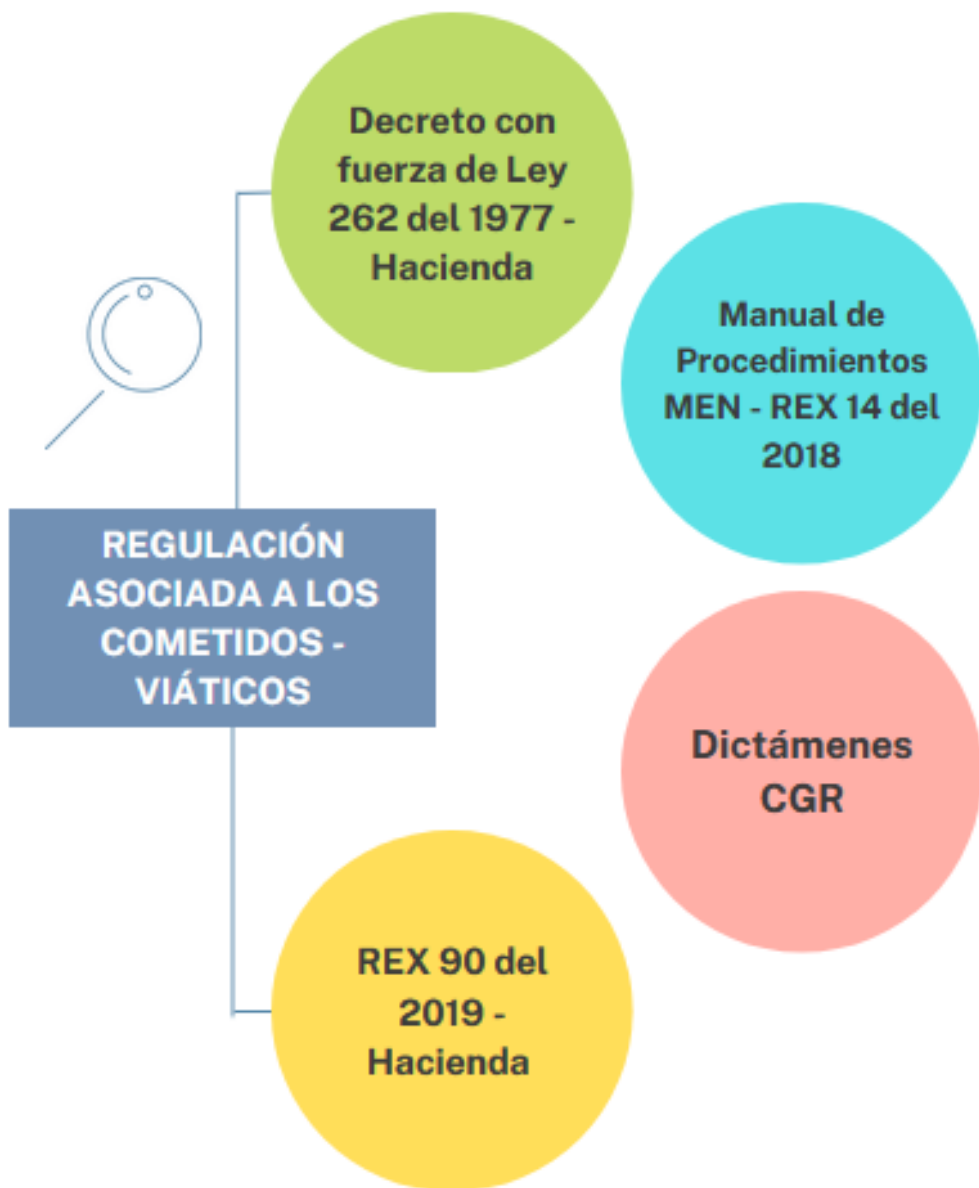 Decreto con
fuerza de Ley
262 del 1977 -
Hacienda
Manual de
Procedimientos
MEN - REX 14 del
2018
REGULACIÓN
ASOCIADA A LOS
COMETIDOS -
VIÁTICOS
Dictámenes
CGR
REX 90 del
2019 -
Hacienda